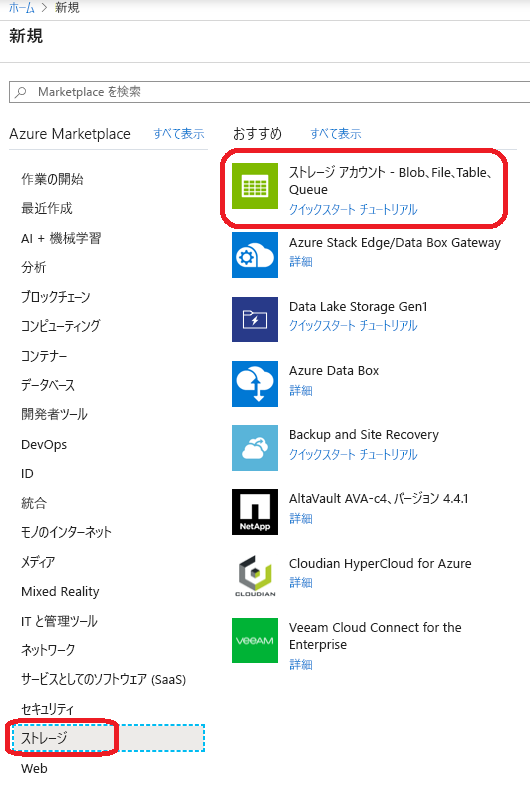 ホーム > 新規
新規
Marketplace を検索
Azure Marketplace すべて表示
作業の開始
最近作成
AI + 機械学習
分析
ブロックチェーン
コンピューティング
コンテナー
データベース
開発者ツール
DevOps
ID
統合
モノのインターネット
メディア
Mixed Reality
IT と管理ツール
ネットワーク
サービスとしてのソフトウェア (SaaS)
セキュリティ
ストレージ
Web
おすすめ すべて表示
ストレージ アカウント - Blob、File、Table、
Queue
クイックスタート チュートリアル
Azure Stack Edge/Data Box Gateway
詳細
Data Lake Storage Gen1
クイックスタート チュートリアル
Azure Data Box
詳細
Backup and Site Recovery
クイックスタート チュートリアル
NetApp
AltaVault AVA-c4、バージョン 4.4.1
詳細
CLOUDIAN
Cloudian HyperCloud for Azure
詳細
veeam
Veeam Cloud Connect for the
Enterprise
詳細